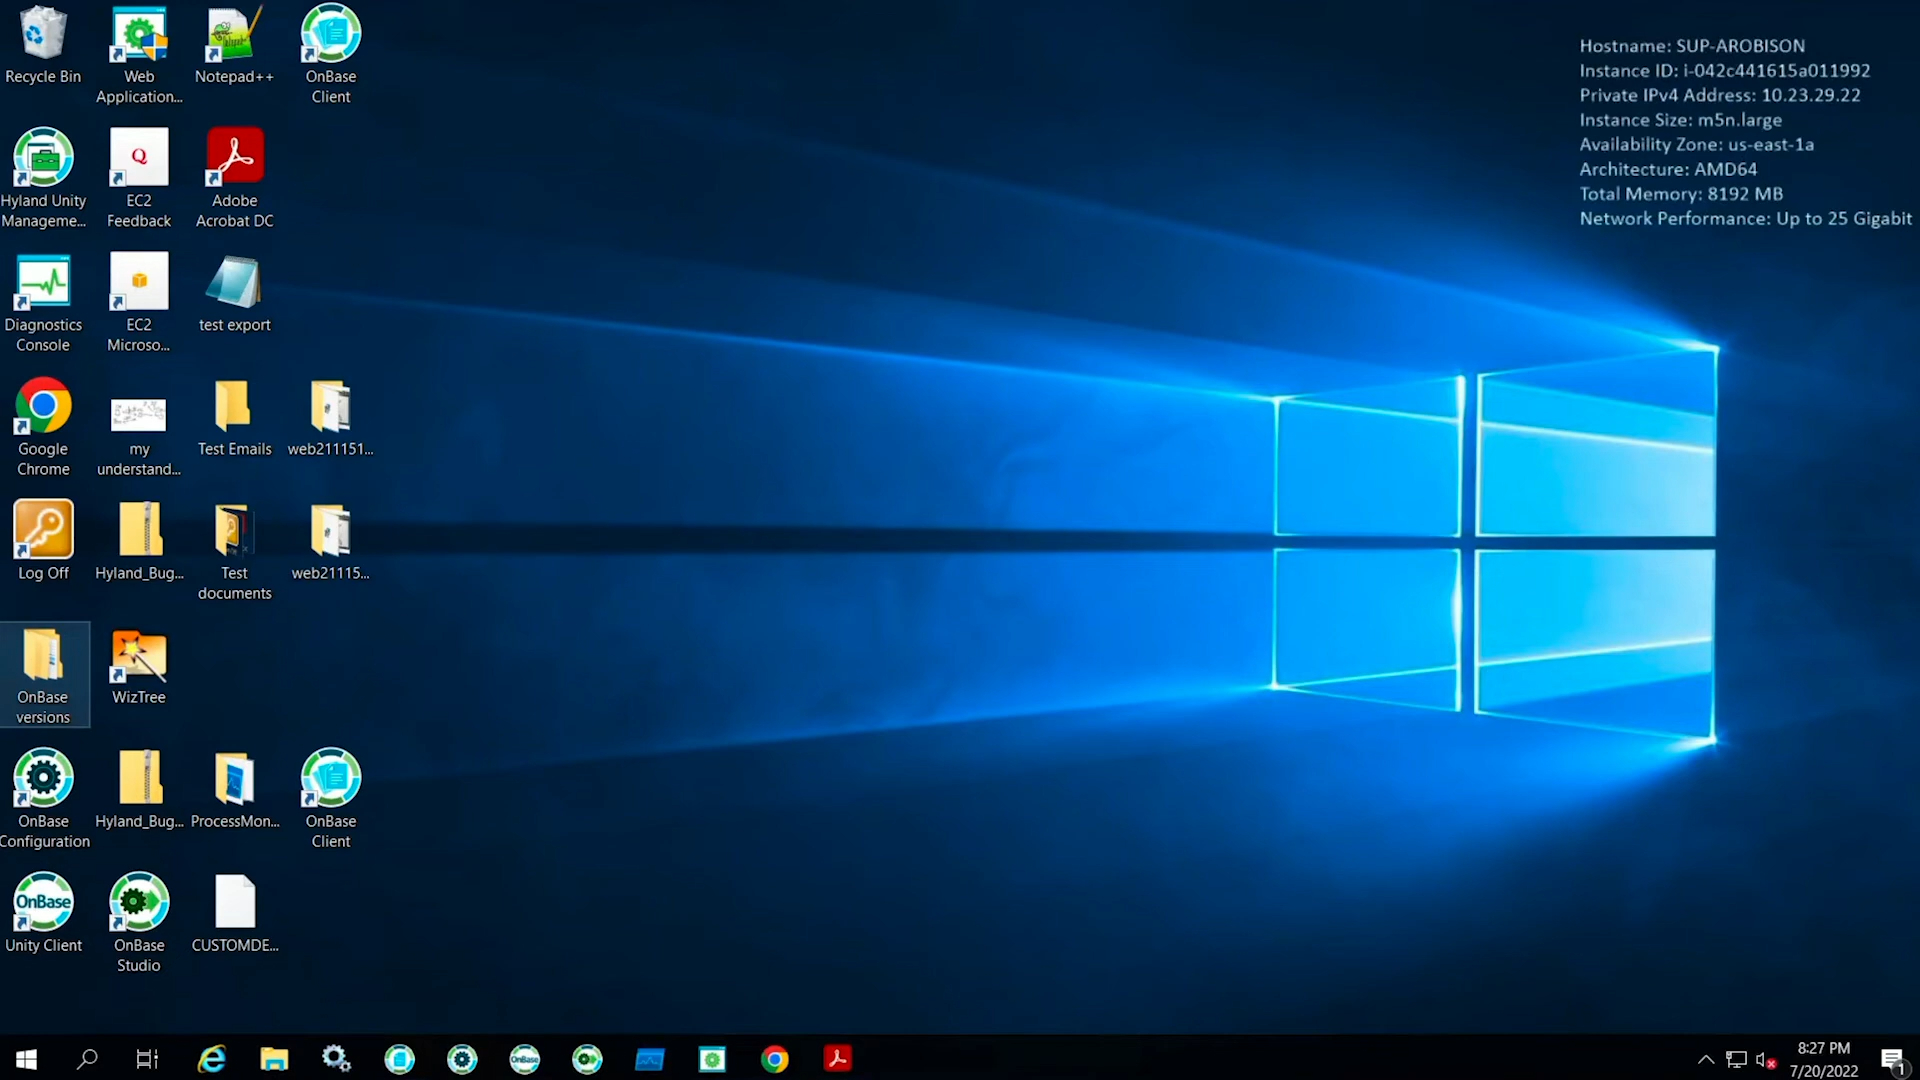 Hostname: SUP-AROBISON
Instance ID: i-042c441615a011992
Private IPv4 Address: 10.23.29.22
Instance Size: m5n.large
Availability Zone: us-east-1a
Architecture: AMD64
Total Memory: 8192 MB
Network Performance: Up to 25 Gigabit
Recycle Bin
Web
Application...
Notepad++
OnBase
Client
Hyland Unity
Manageme...
Q
EC2
Feedback
Adobe
Acrobat DC
Diagnostics
Console
EC2
Microso...
test export
Google
Chrome
my
understand...
Test Emails
web211151...
Log Off
Hyland_Bug...
Test
documents
web21115...
OnBase
versions
WizTree
OnBase
Configuration
Hyland_Bug...
ProcessMon...
OnBase
Client
OnBase
Unity Client
OnBase
Studio
CUSTOMDE...
OnBase
8:27 PM
7/20/2022
1